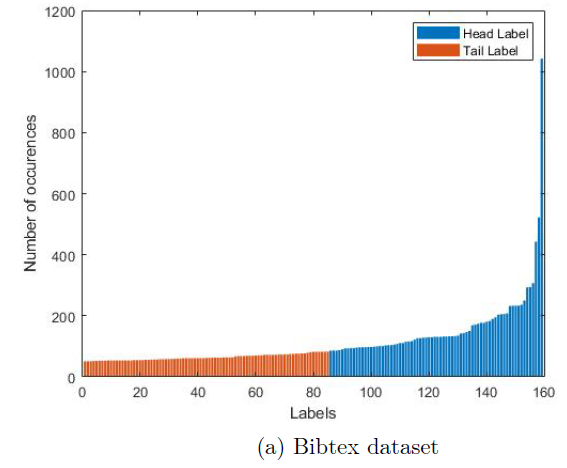 1200
1000
800
600
400
200
0
Number of occurences
Head Label
Tail Label
0 20 40 60 80 100 120 140 160
Labels
(a) Bibtex dataset